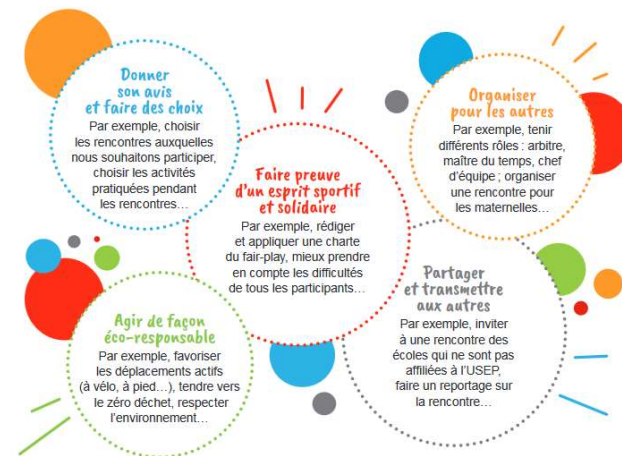 Donner
son avis
et faire des choix
Par exemple, choisir
les rencontres auxquelles
nous souhaitons participer,
choisir les activités
pratiquées pendant
les rencontres…
Organiser
pour les autres
Par exemple, tenir
différents rôles : arbitre,
maître du temps, chef
d'équipe ; organiser
une rencontre pour
les maternelles…
Faire preuve
d'un esprit sportif
et solidaire
Par exemple, rédiger
et appliquer une charte
du fair-play, mieux prendre
en compte les difficultés
de tous les participants…
Agir de façon
éco-responsable
Par exemple, favoriser
les déplacements actifs
(à vélo, à pied…), tendre vers
le zéro déchet, respecter
l'environnement…
Partager
et transmettre
aux autres
Par exemple, inviter
à une rencontre des
écoles qui ne sont pas
affiliées à l'USEP,
faire un reportage sur
la rencontre…